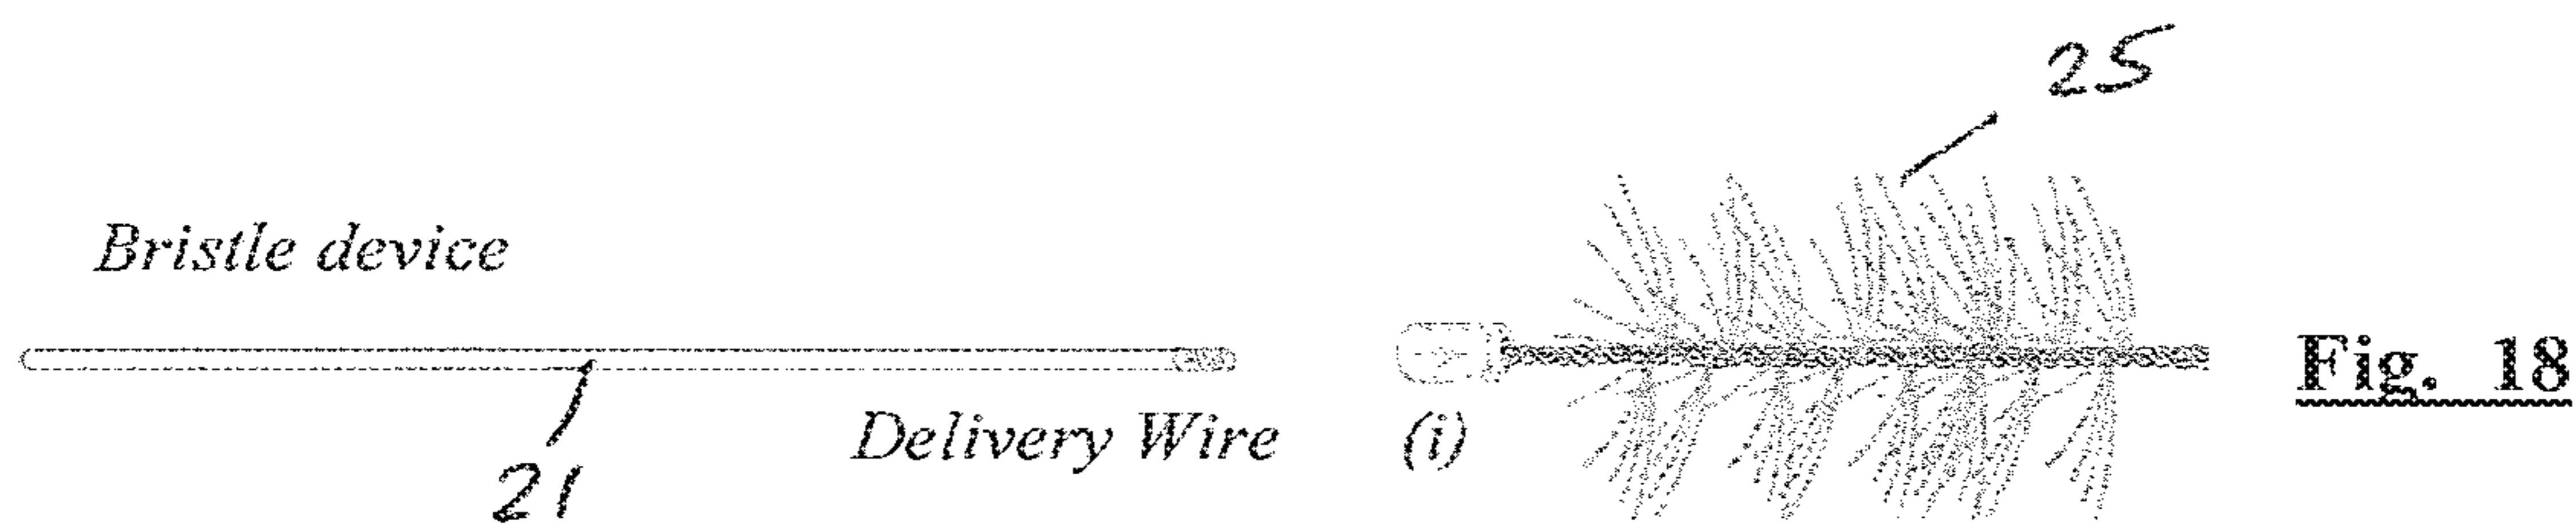 25
Bristle device
Fig. 18
Delivery Wire (i)
21